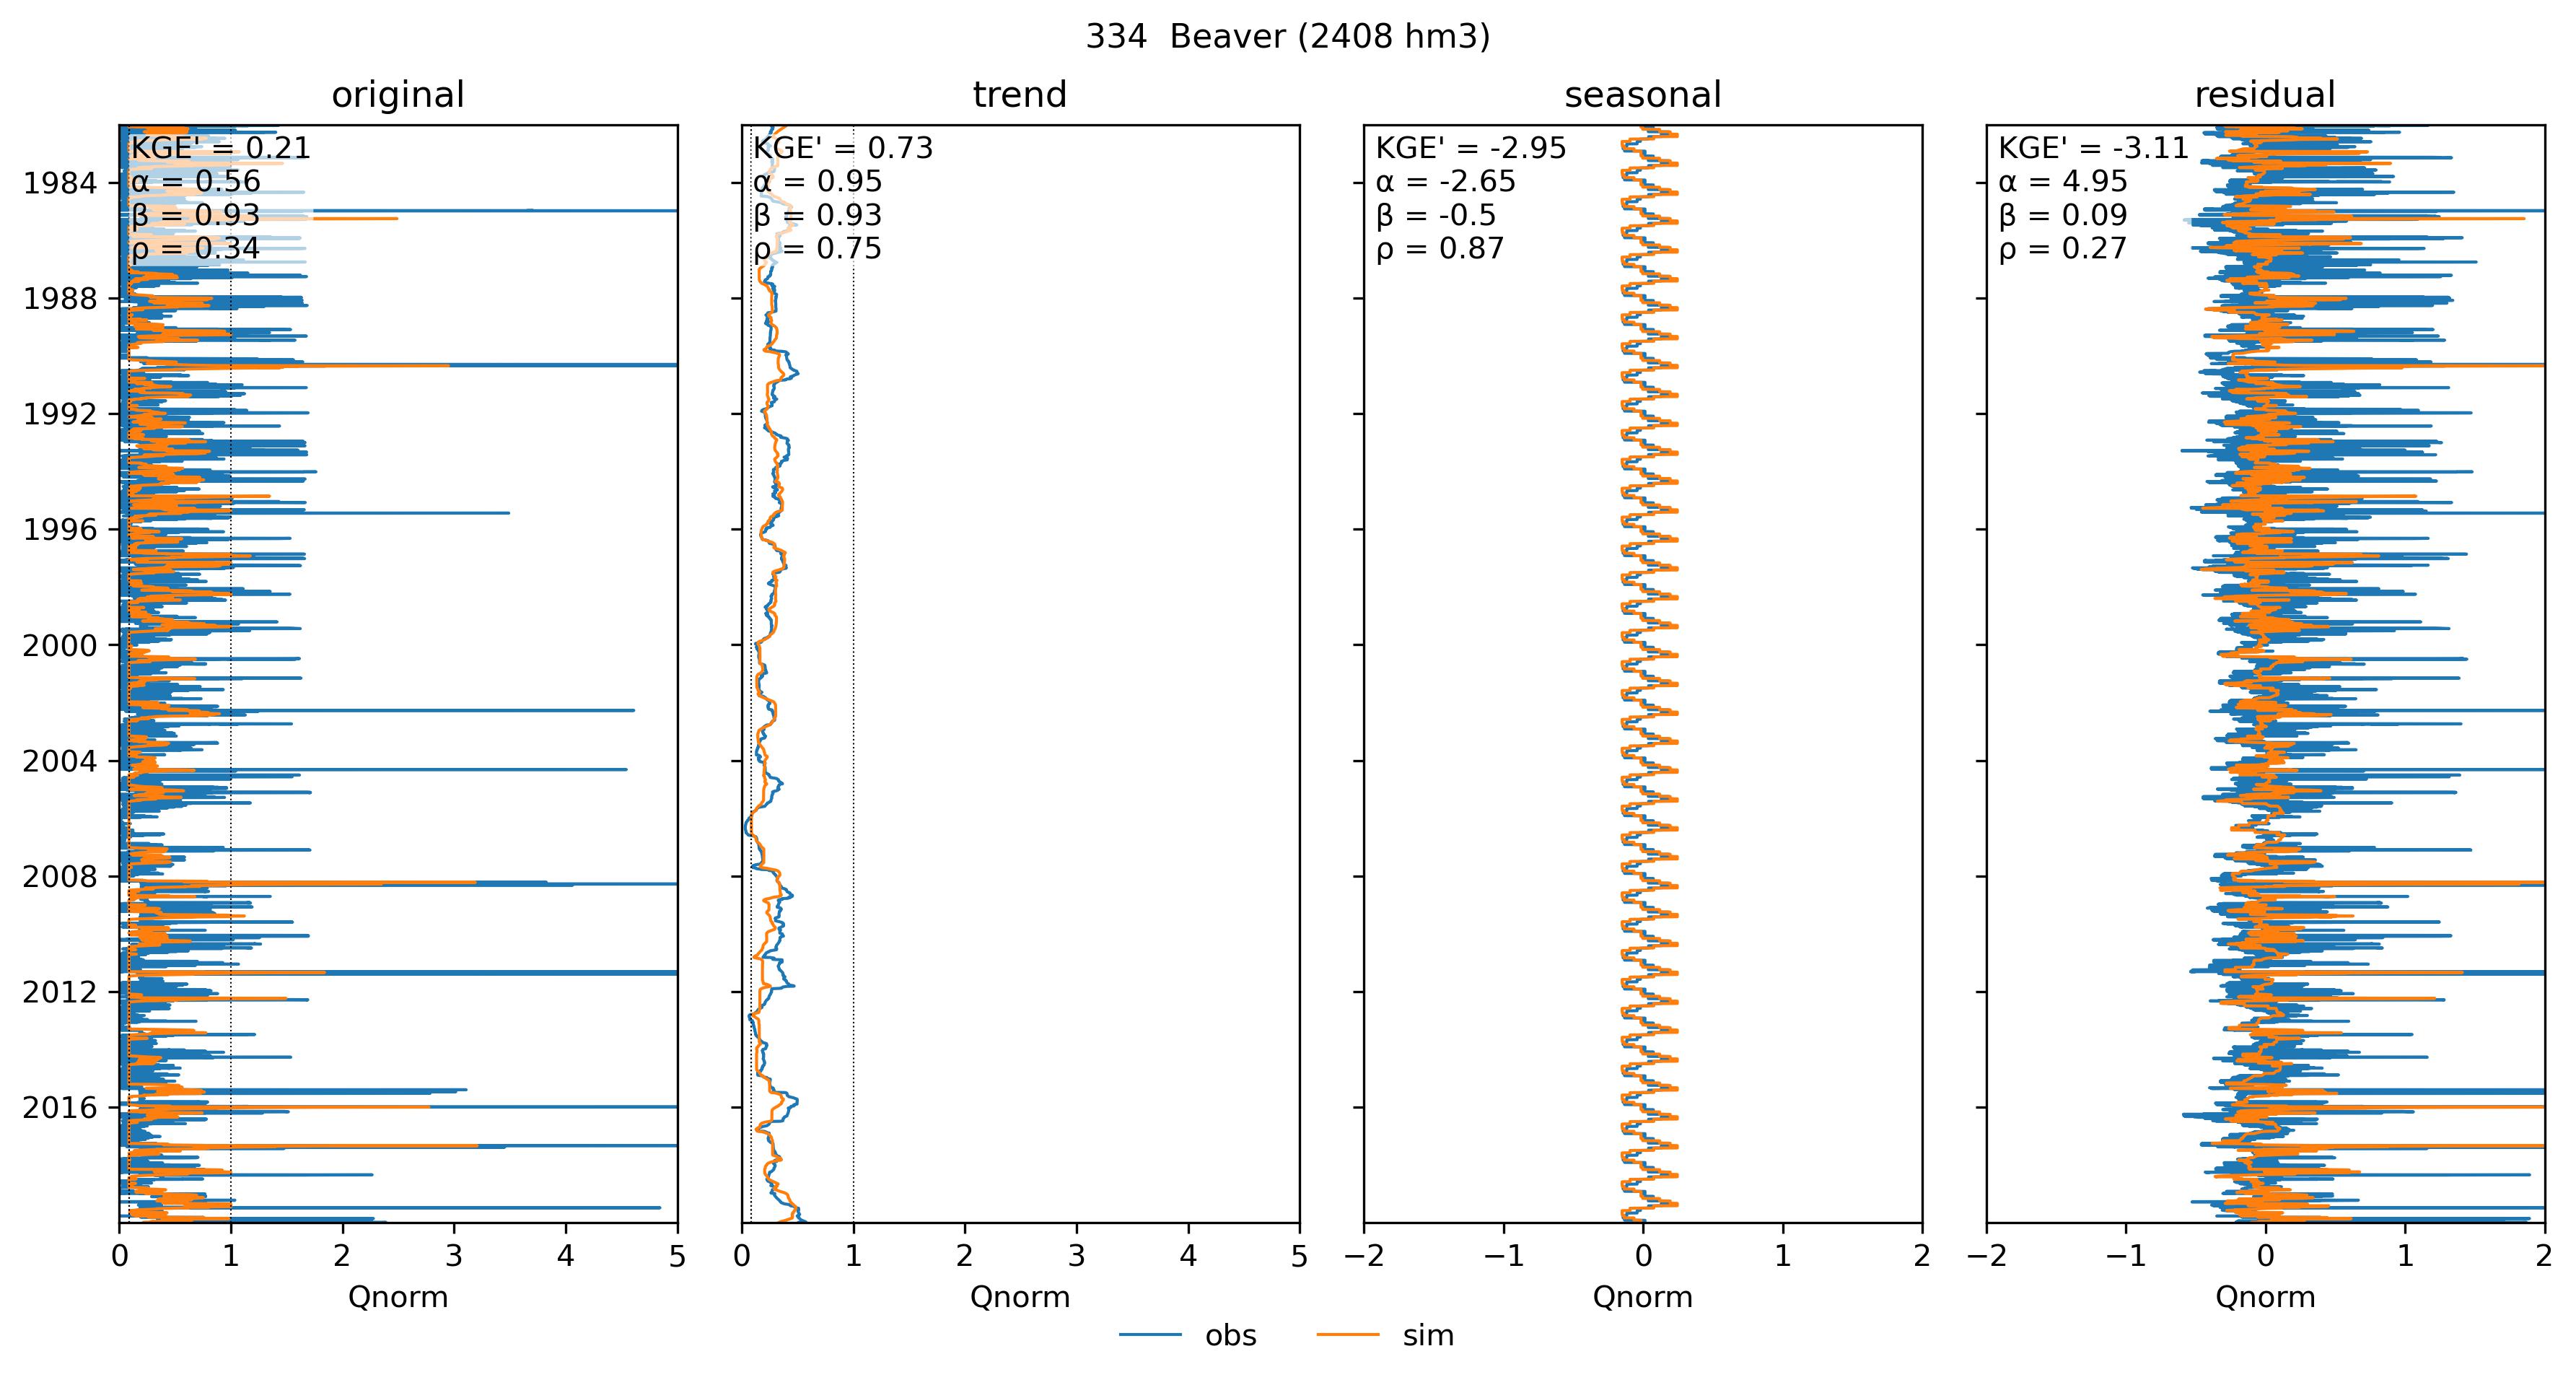 334  Beaver (2408 hm3)
original
trend
seasonal
residual
KGE' = 0.21
α = 0.56
β = 0.93
ρ = 0.34
KGE' = 0.73
α = 0.95
β = 0.93
ρ = 0.75
KGE' = -2.95
α = -2.65
β = -0.5
ρ = 0.87
KGE' = -3.11
α = 4.95
β = 0.09
ρ = 0.27
1984
1988
1992
1996
2000
2004
2008
2012
2016
0 1 2 3 4 5
0 1 2 3 4 5
−2 −1 0 1 2
−2 −1 0 1 2
Qnorm
Qnorm
Qnorm
Qnorm
obs sim